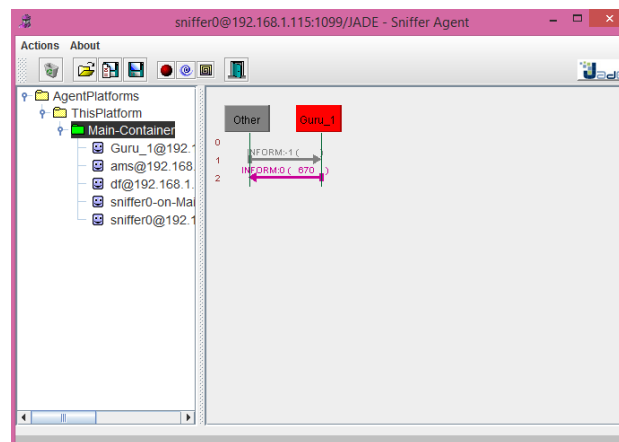 sniffer0@192.168.1.115:1099/JADE - Sniffer Agent
Actions About
AgentPlatforms
ThisPlatform
Main-Container
Guru_1@192.1
ams@192.168.
df@192.168.1.
sniffer0-on-Mai
sniffer0@192.1
Other Guru_1
0
INFORM:-1 ( )
1
INFORM:0 ( 670 )
2